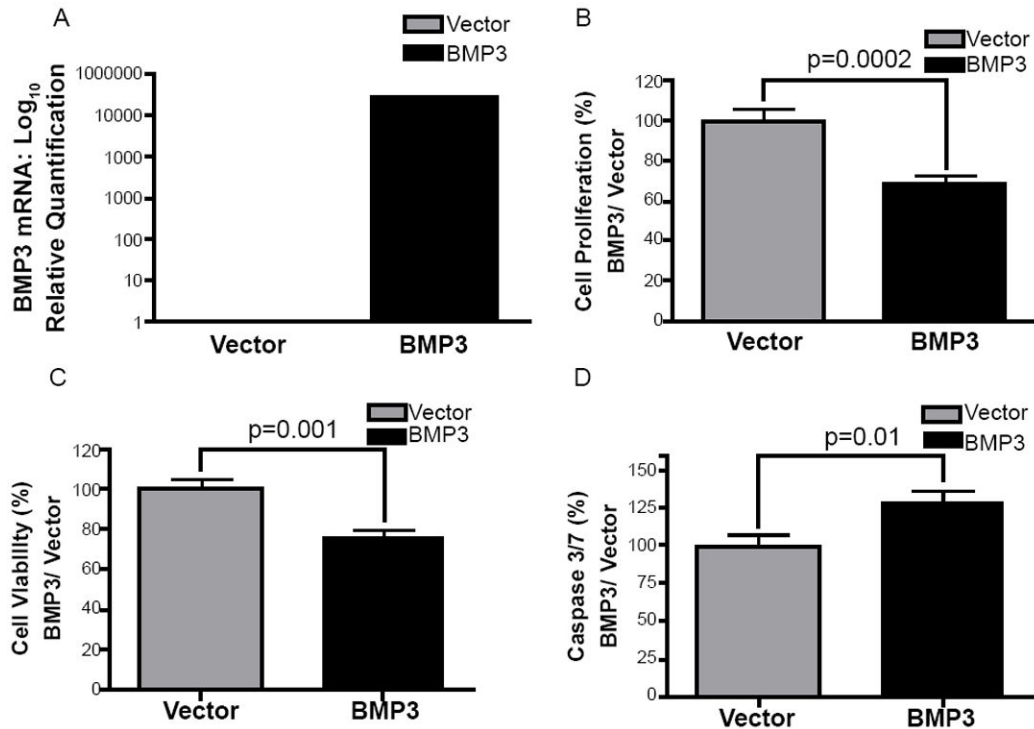 A
Vector
BMP3
BMP3 mRNA: Log10
Relative Quantification
1000000
10000
1000
1000
100
10
1
Vector
BMP3
B
Vector
BMP3
p=0.0002
Cell Proliferation (%)
BMP3/ Vector
120
100
80
60
40
20
0
Vector
BMP3
C
Vector
BMP3
p=0.001
Cell Viability (%)
BMP3/ Vector
120
100
80
60
40
20
0
Vector
BMP3
D
Vector
BMP3
p=0.01
Caspase 3/7 (%)
BMP3/ Vector
150
125
100
75
50
25
0
Vector
BMP3